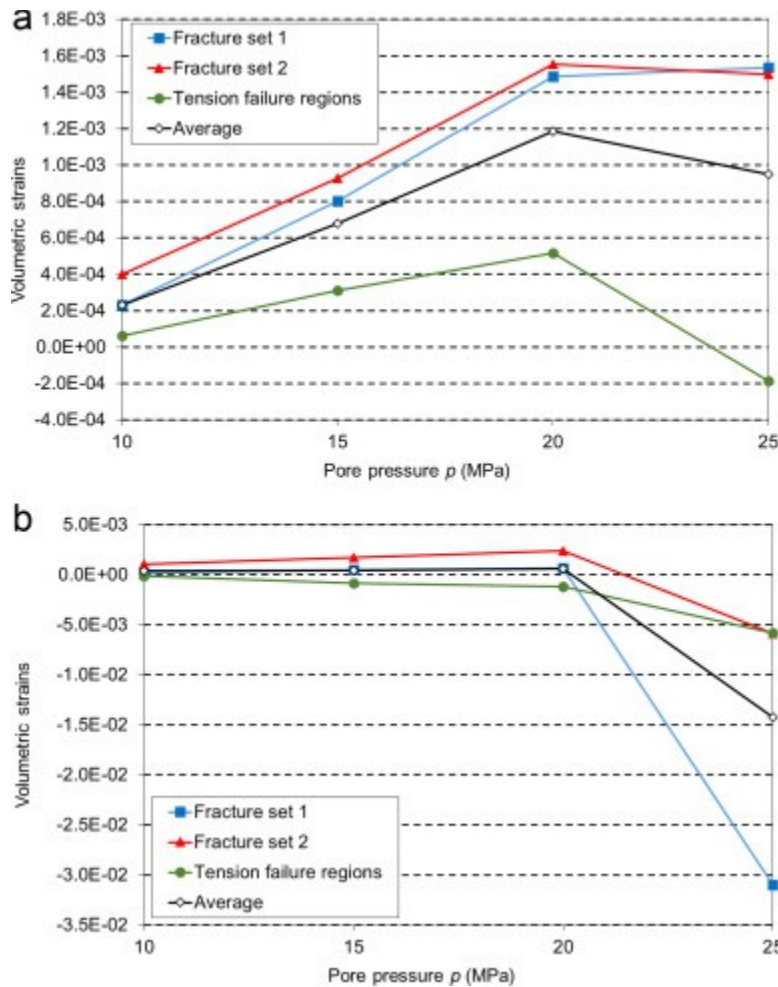 a
1.8E-03
1.6E-03
1.4E-03
1.2E-03
1.0E-03
8.0E-04
6.0E-04
4.0E-04
2.0E-04
0.0E+00
-2.0E-04
-4.0E-04
Volumetric strains
Fracture set 1
Fracture set 2
Tension failure regions
Average
10 15 20 25
Pore pressure p (MPa)
b
5.0E-03
0.0E+00
-5.0E-03
-1.0E-02
-1.5E-02
-2.0E-02
-2.5E-02
-3.0E-02
-3.5E-02
Volumetric strains
Fracture set 1
Fracture set 2
Tension failure regions
Average
10 15 20 25
Pore pressure p (MPa)